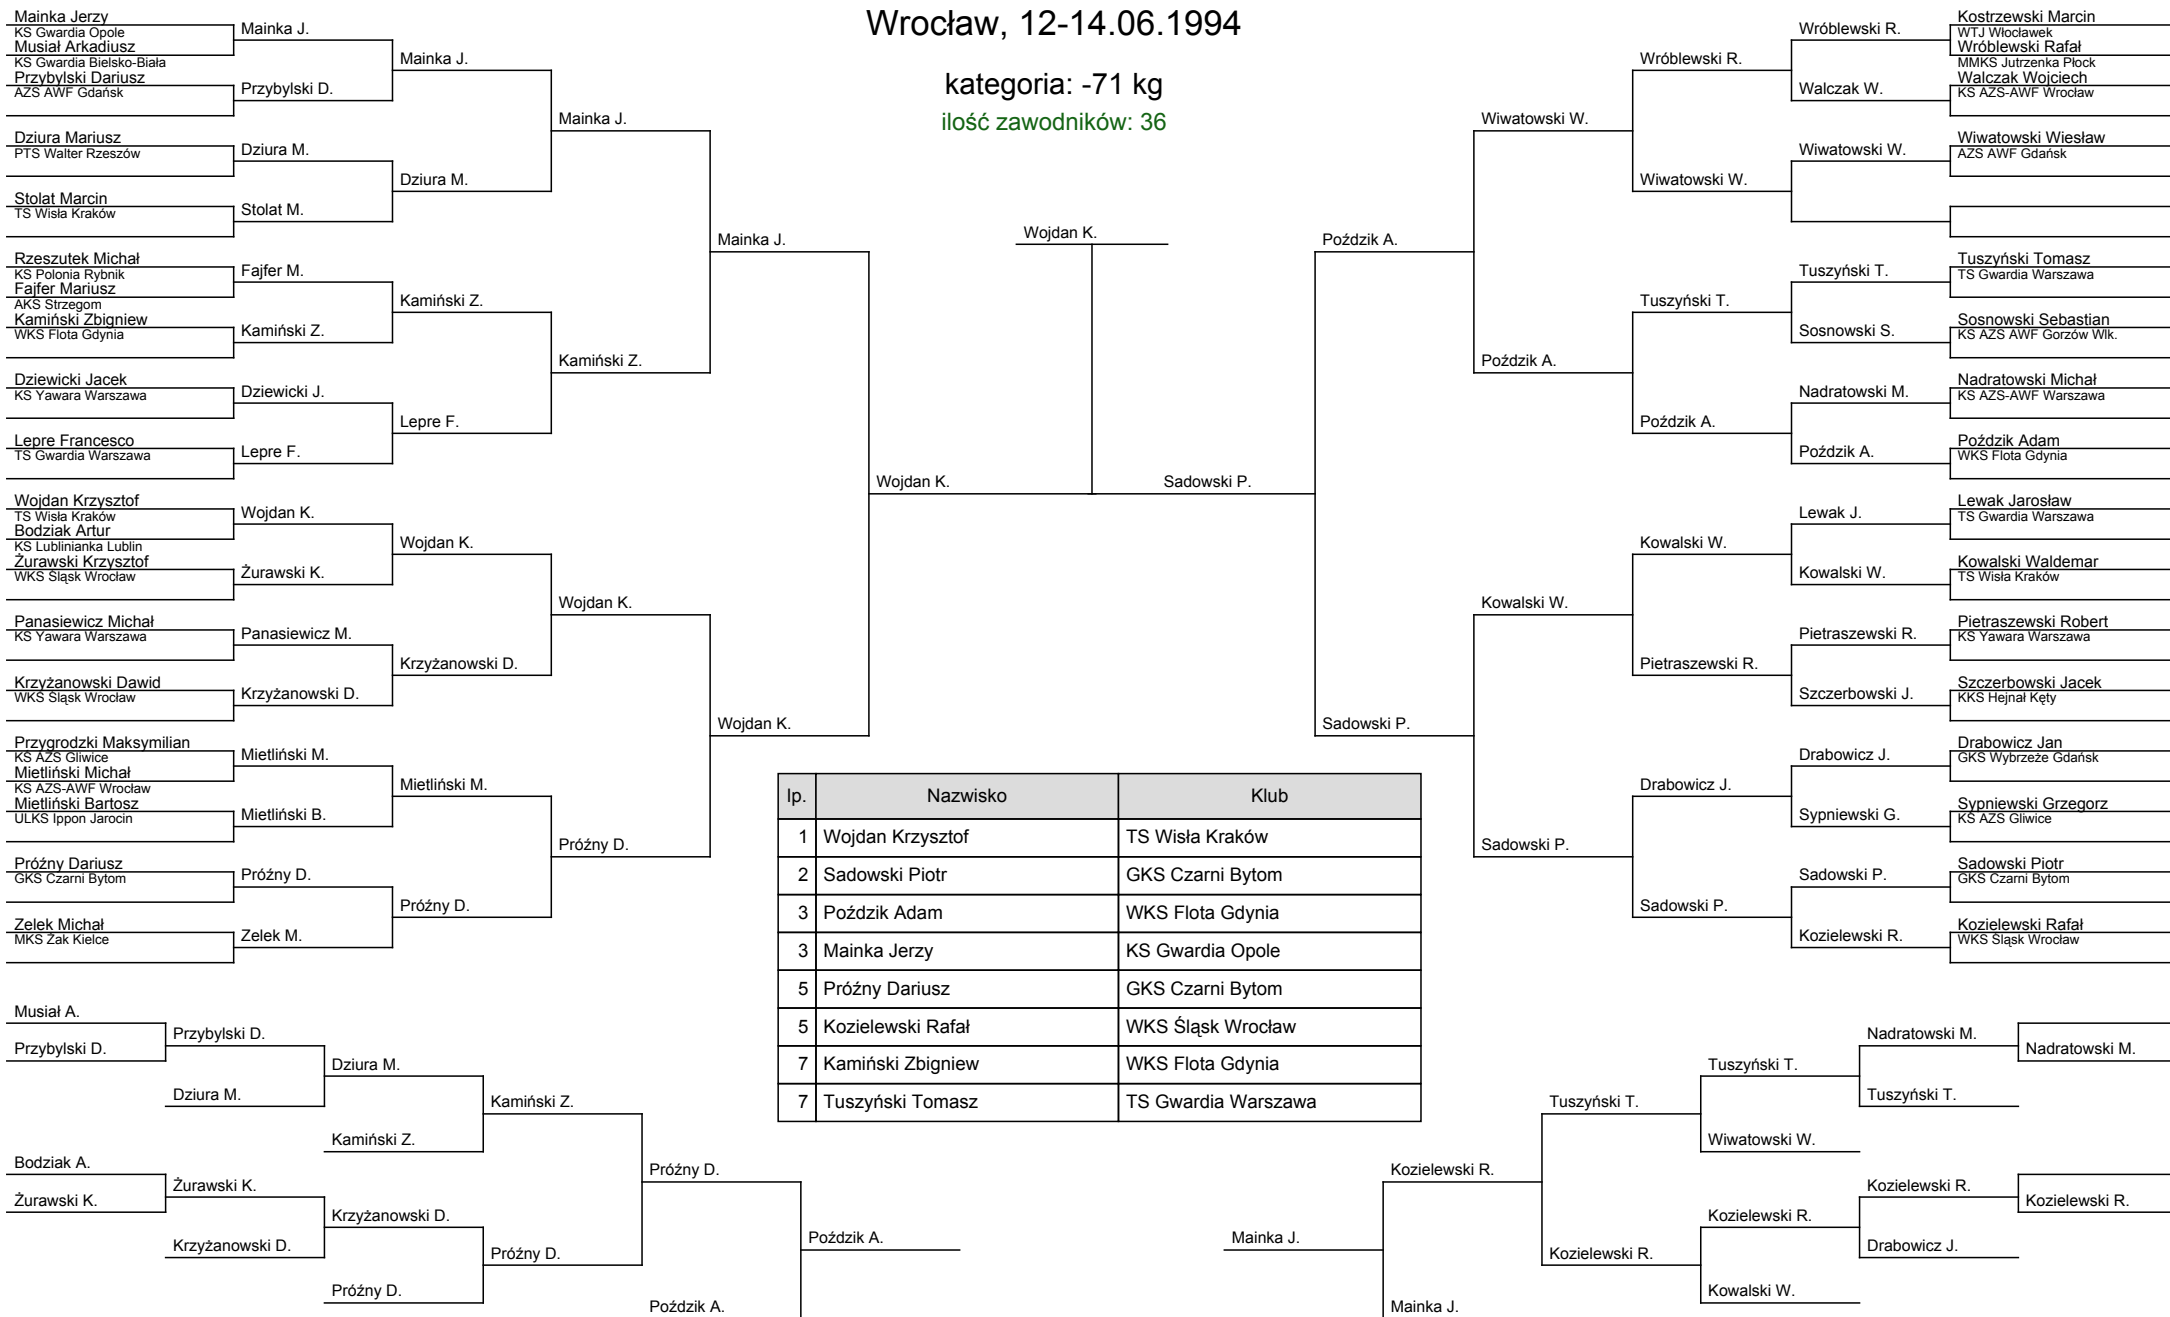 Wrocław, 12-14.06.1994
kategoria: -71 kg
ilość zawodników: 36
Mainka Jerzy
KS Gwardia Opole
Musiał Arkadiusz
KS Gwardia Bielsko-Biała
Przybylski Dariusz
AZS AWF Gdańsk
Dziura Mariusz
PTS Walter Rzeszów
Stolat Marcin
TS Wisła Kraków
Rzeszutek Michał
KS Polonia Rybnik
Fajfer Mariusz
AKS Strzegom
Kamiński Zbigniew
WKS Flota Gdynia
Dziewicki Jacek
KS Yawara Warszawa
Lepre Francesco
TS Gwardia Warszawa
Wojdan Krzysztof
TS Wisła Kraków
Bodziak Artur
KS Lublinianka Lublin
Żurawski Krzysztof
WKS Śląsk Wrocław
Panasiewicz Michał
KS Yawara Warszawa
Krzyżanowski Dawid
WKS Śląsk Wrocław
Przygrodzki Maksymilian
KS AZS Gliwice
Mietliński Michał
KS AZS-AWF Wrocław
Mietliński Bartosz
ULKS Ippon Jarocin
Próżny Dariusz
GKS Czarni Bytom
Zelek Michał
MKS Żak Kielce
Mainka J.
Przybylski D.
Dziura M.
Stolat M.
Fajfer M.
Kamiński Z.
Dziewicki J.
Lepre F.
Wojdan K.
Żurawski K.
Panasiewicz M.
Krzyżanowski D.
Mietliński M.
Mietliński B.
Próżny D.
Zelek M.
Mainka J.
Dziura M.
Kamiński Z.
Lepre F.
Wojdan K.
Krzyżanowski D.
Mietliński M.
Próżny D.
Mainka J.
Kamiński Z.
Wojdan K.
Próżny D.
Mainka J.
Wojdan K.
Wojdan K.
Wojdan K.
Sadowski P.
Poździk A.
Sadowski P.
Wiwatowski W.
Poździk A.
Kowalski W.
Sadowski P.
Wróblewski R.
Wiwatowski W.
Tuszyński T.
Poździk A.
Kowalski W.
Pietraszewski R.
Drabowicz J.
Sadowski P.
Wróblewski R.
Walczak W.
Wiwatowski W.
Tuszyński T.
Sosnowski S.
Nadratowski M.
Poździk A.
Lewak J.
Kowalski W.
Pietraszewski R.
Szczerbowski J.
Drabowicz J.
Sypniewski G.
Sadowski P.
Kozielewski R.
Kostrzewski Marcin
WTJ Włocławek
Wróblewski Rafał
MMKS Jutrzenka Płock
Walczak Wojciech
KS AZS-AWF Wrocław
Wiwatowski Wiesław
AZS AWF Gdańsk
Tuszyński Tomasz
TS Gwardia Warszawa
Sosnowski Sebastian
KS AZS AWF Gorzów Wlk.
Nadratowski Michał
KS AZS-AWF Warszawa
Poździk Adam
WKS Flota Gdynia
Lewak Jarosław
TS Gwardia Warszawa
Kowalski Waldemar
TS Wisła Kraków
Pietraszewski Robert
KS Yawara Warszawa
Szczerbowski Jacek
KKS Hejnał Kęty
Drabowicz Jan
GKS Wybrzeże Gdańsk
Sypniewski Grzegorz
KS AZS Gliwice
Sadowski Piotr
GKS Czarni Bytom
Kozielewski Rafał
WKS Śląsk Wrocław
lp. Nazwisko Klub
1 Wojdan Krzysztof TS Wisła Kraków
2 Sadowski Piotr GKS Czarni Bytom
3 Poździk Adam WKS Flota Gdynia
3 Mainka Jerzy KS Gwardia Opole
5 Próżny Dariusz GKS Czarni Bytom
5 Kozielewski Rafał WKS Śląsk Wrocław
7 Kamiński Zbigniew WKS Flota Gdynia
7 Tuszyński Tomasz TS Gwardia Warszawa
Musiał A.
Przybylski D.
Bodziak A.
Żurawski K.
Przybylski D.
Dziura M.
Żurawski K.
Krzyżanowski D.
Dziura M.
Kamiński Z.
Krzyżanowski D.
Próżny D.
Kamiński Z.
Próżny D.
Próżny D.
Poździk A.
Poździk A.
Mainka J.
Kozielewski R.
Mainka J.
Tuszyński T.
Kozielewski R.
Tuszyński T.
Wiwatowski W.
Kozielewski R.
Kowalski W.
Nadratowski M.
Tuszyński T.
Kozielewski R.
Drabowicz J.
Nadratowski M.
Kozielewski R.